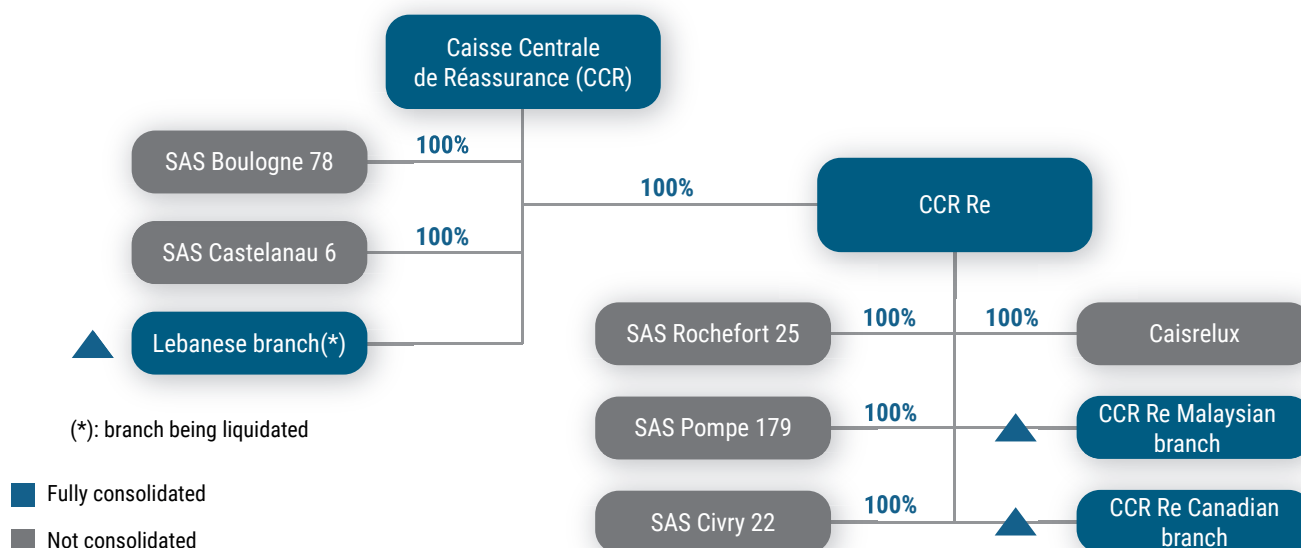 Caisse Centrale
de Réassurance (CCR)
100%
SAS Boulogne 78
100%
CCR Re
100%
SAS Castelanau 6
Lebanese branch(*)
100%
100%
SAS Rochefort 25
Caisrelux
(*): branch being liquidated
100%
SAS Pompe 179
CCR Re Malaysian
branch
Fully consolidated
100%
SAS Civry 22
CCR Re Canadian
branch
Not consolidated